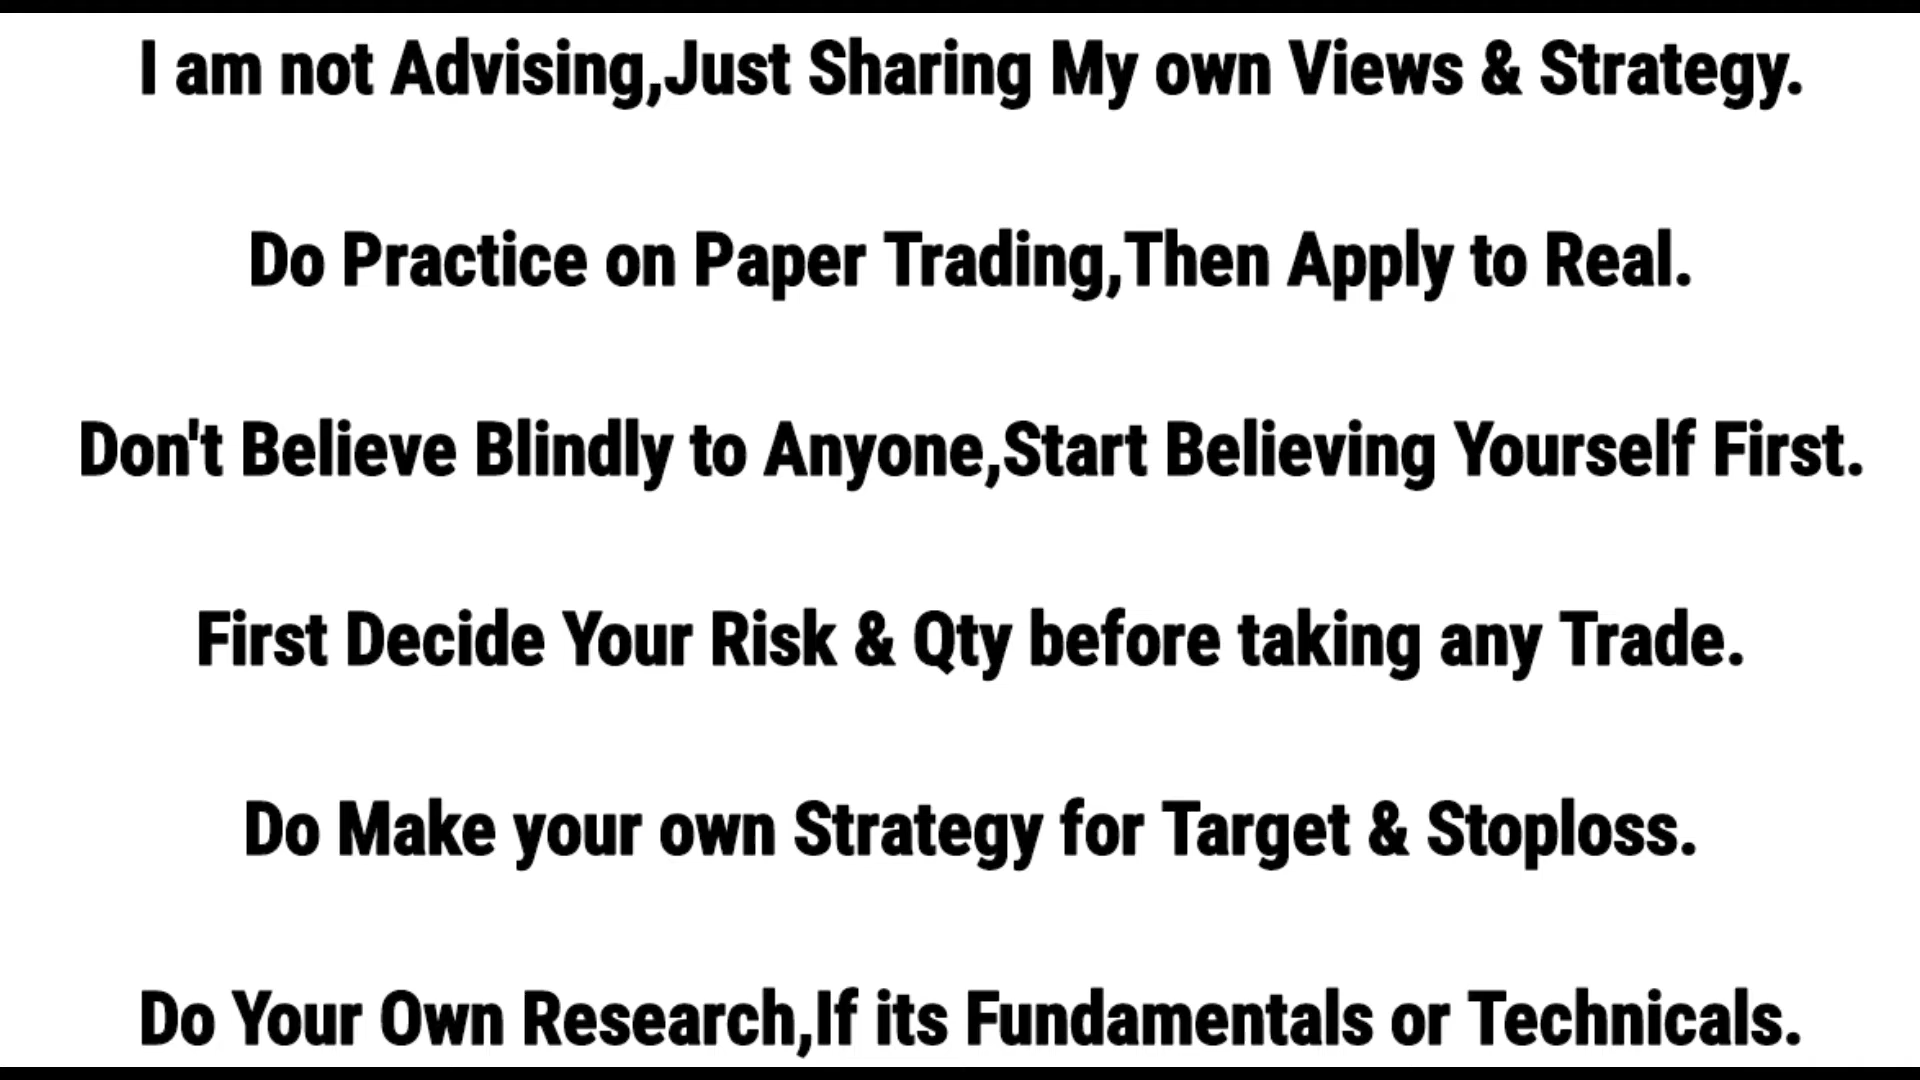 I am not Advising,Just Sharing My own Views & Strategy.
Do Practice on Paper Trading,Then Apply to Real.
Don't Believe Blindly to Anyone,Start Believing Yourself First.
First Decide Your Risk & Qty before taking any Trade.
Do Make your own Strategy for Target & Stoploss.
Do Your Own Research,If its Fundamentals or Technicals.